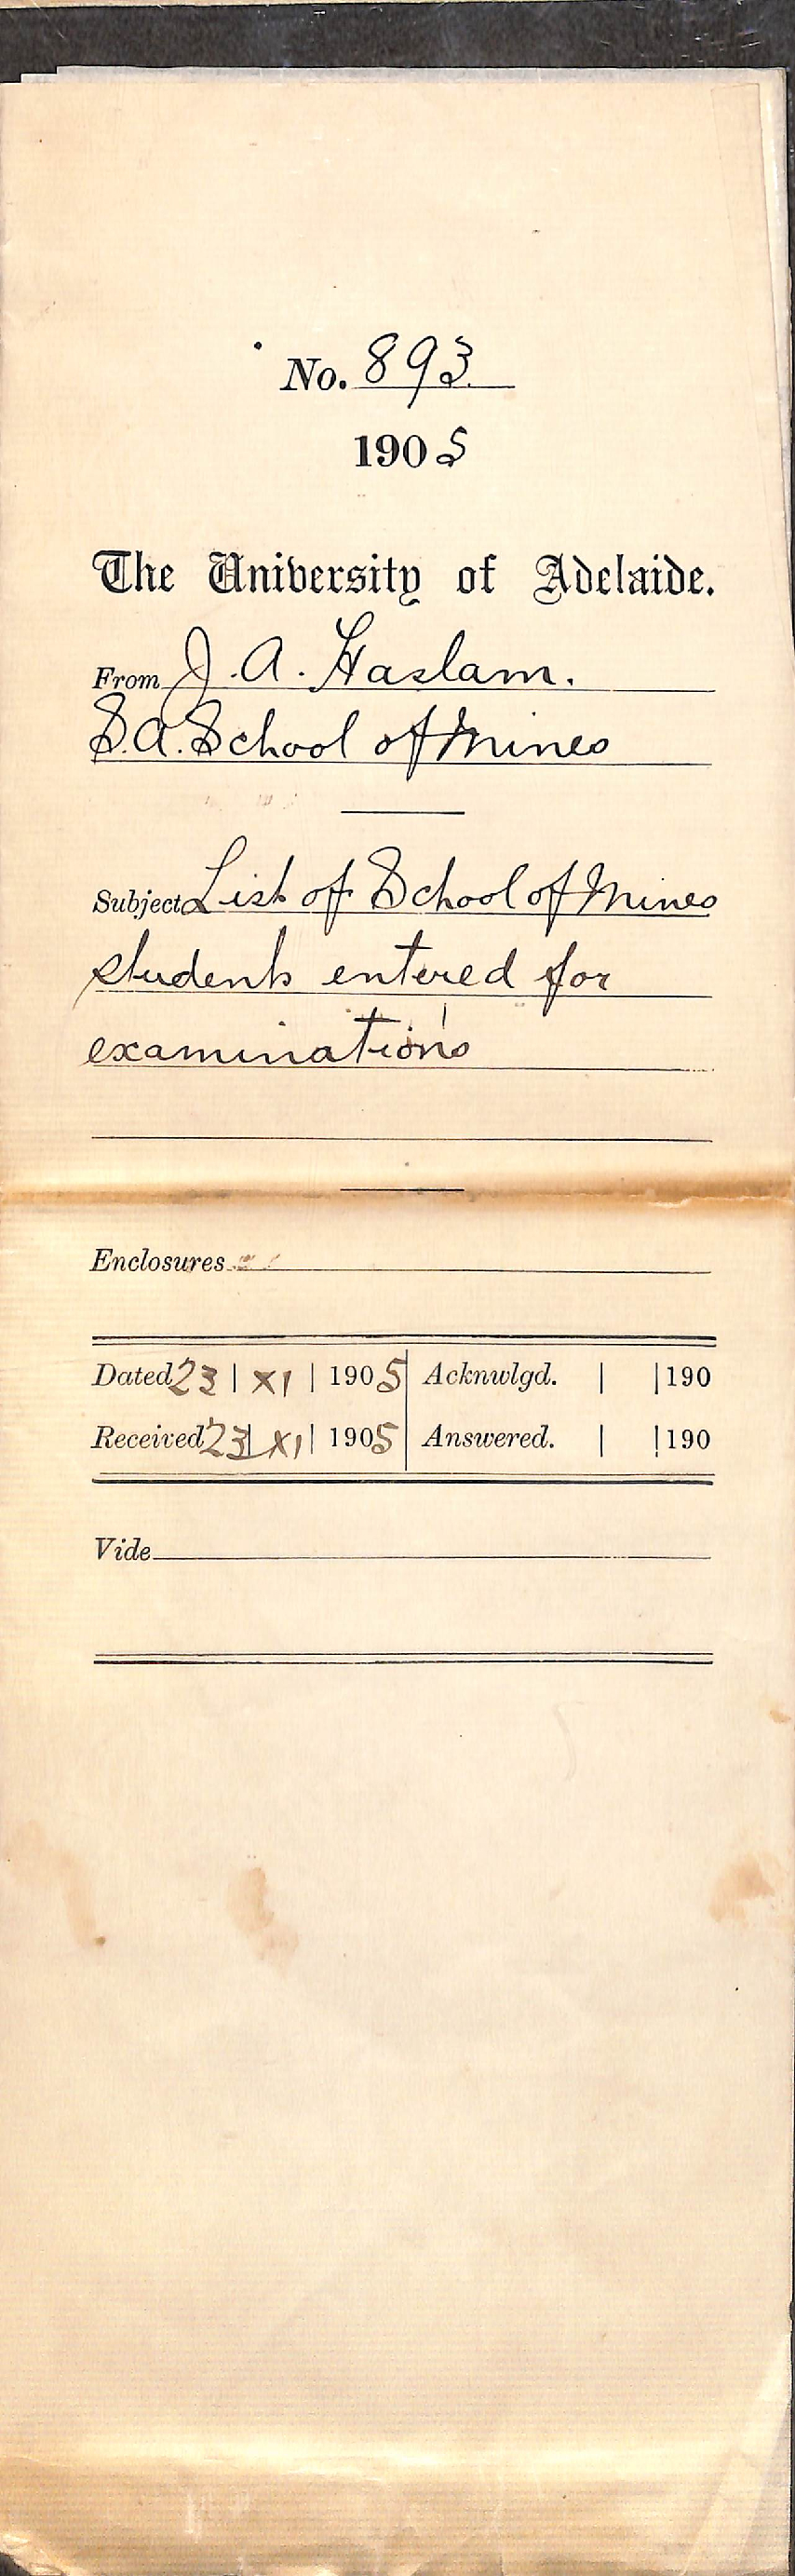 No. 893
1905
The University of Adelaide.
From J. A. Haslam.
S.A. School of Mines
Subject List of School of Mines
students entered for
examinations
Enclosures
Dated 23 | XI | 1905 Acknwlgd. | | 190
Received 23 | XI | 1905 Answered. | | 190
Vide